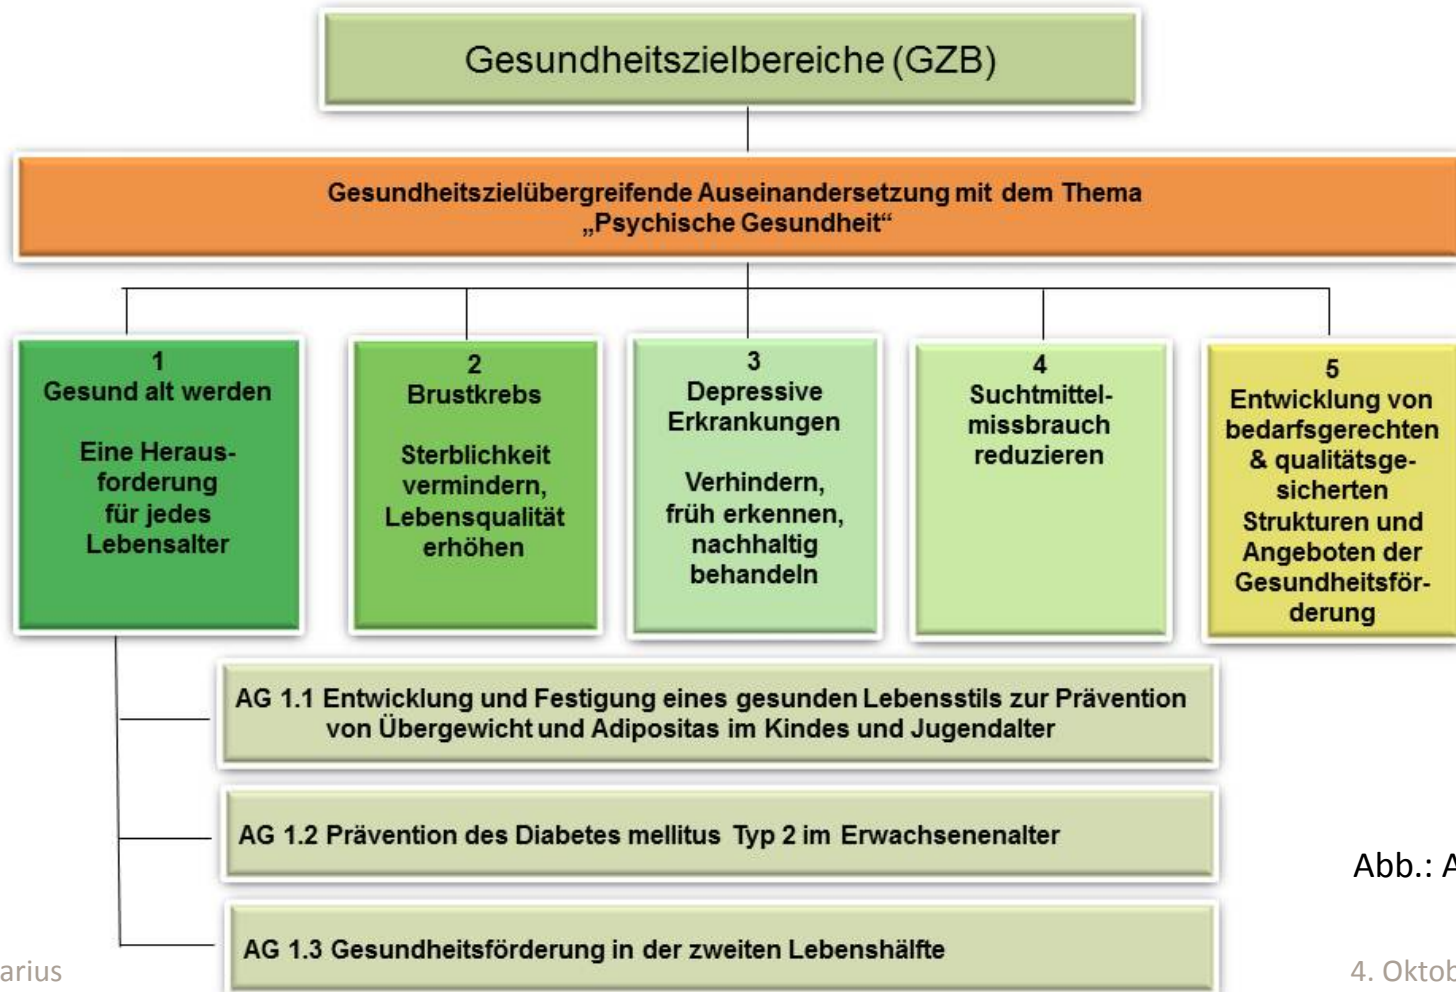 Gesundheitszielbereiche (GZB)
Gesundheitszielübergreifende Auseinandersetzung mit dem Thema
„Psychische Gesundheit“
1
Gesund alt werden
Eine Heraus-
forderung
für jedes
Lebensalter
2
Brustkrebs
Sterblichkeit
vermindern,
Lebensqualität
erhöhen
3
Depressive
Erkrankungen
Verhindern,
früh erkennen,
nachhaltig
behandeln
4
Suchtmittel-
missbrauch
reduzieren
5
Entwicklung von
bedarfsgerechten
& qualitätsge-
sicherten
Strukturen und
Angeboten der
Gesundheitsför-
derung
AG 1.1 Entwicklung und Festigung eines gesunden Lebensstils zur Prävention
von Übergewicht und Adipositas im Kindes und Jugendalter
AG 1.2 Prävention des Diabetes mellitus Typ 2 im Erwachsenenalter
AG 1.3 Gesundheitsförderung in der zweiten Lebenshälfte
Abb.: A
arius
4. Oktob